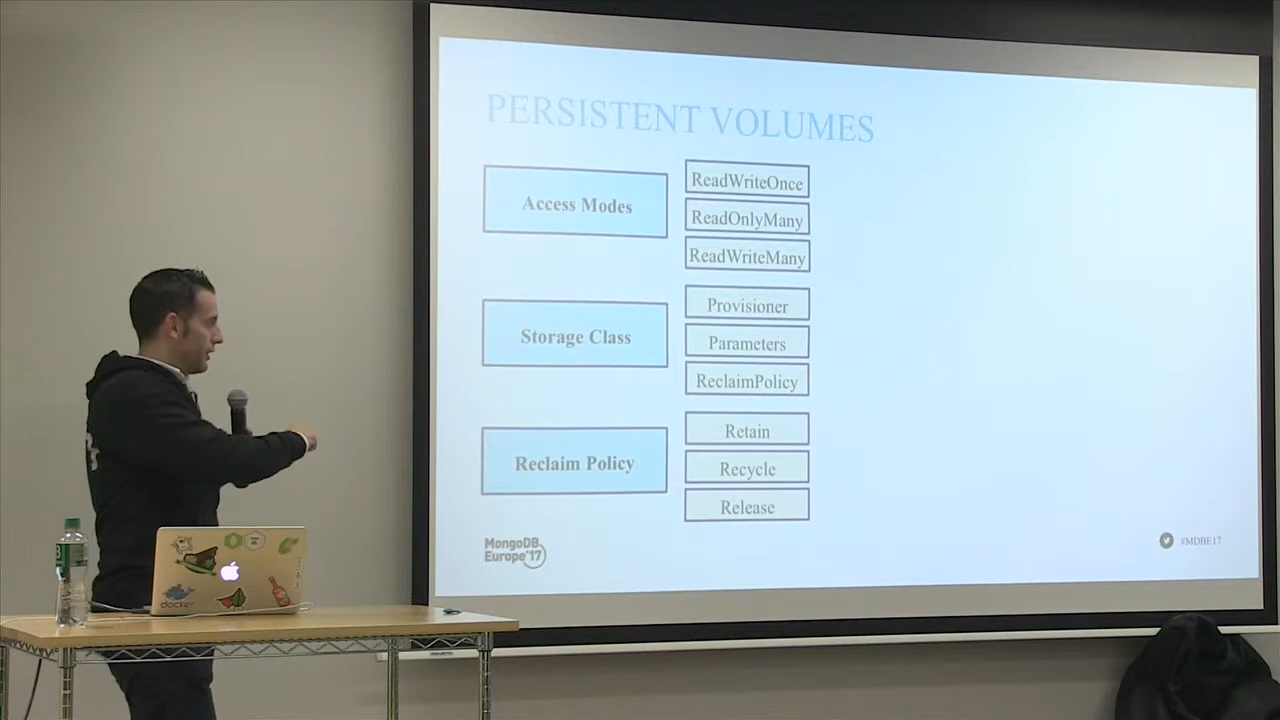 PERSISTENT VOLUMES
Access Modes
ReadWriteOnce
ReadOnlyMany
ReadWriteMany
Storage Class
Provisioner
Parameters
ReclaimPolicy
Reclaim Policy
Retain
Recycle
Release
MongoDB
Europe'17
#MDBE17
docker